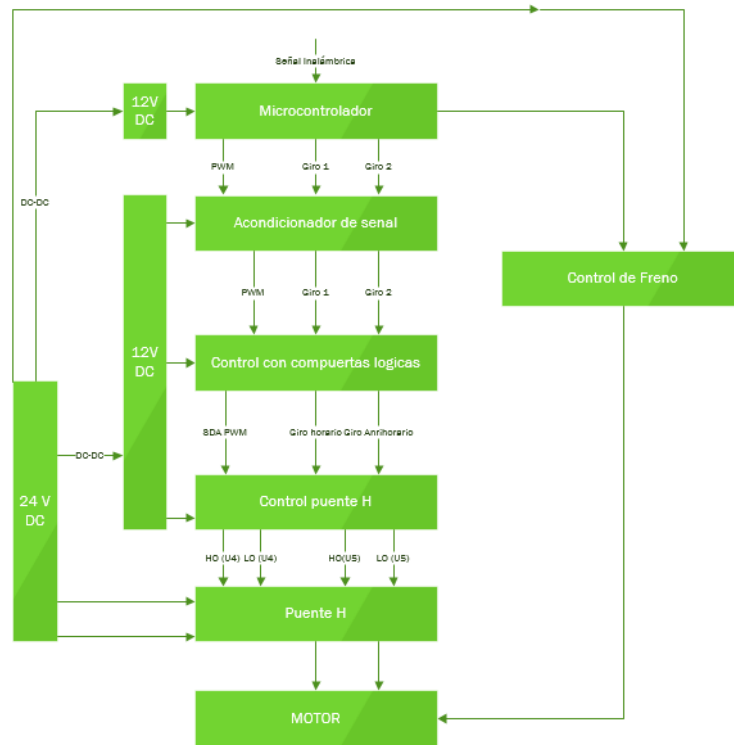 Señal Inalámbrica
12V
DC
Microcontrolador
PWM
Giro 1
Giro 2
DC-DC
Acondicionador de senal
Control de Freno
PWM
Giro 1
Giro 2
12V
DC
Control con compuertas logicas
SDA PWM
Giro horario
Giro Anrihorario
DC-DC
24 V
DC
Control puente H
HO (U4)
LO (U4)
HO(U5)
LO (U5)
Puente H
MOTOR